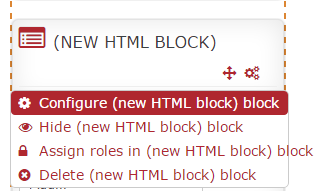 (NEW HTML BLOCK)
Configure (new HTML block) block
Hide (new HTML block) block
Assign roles in (new HTML block) block
Delete (new HTML block) block